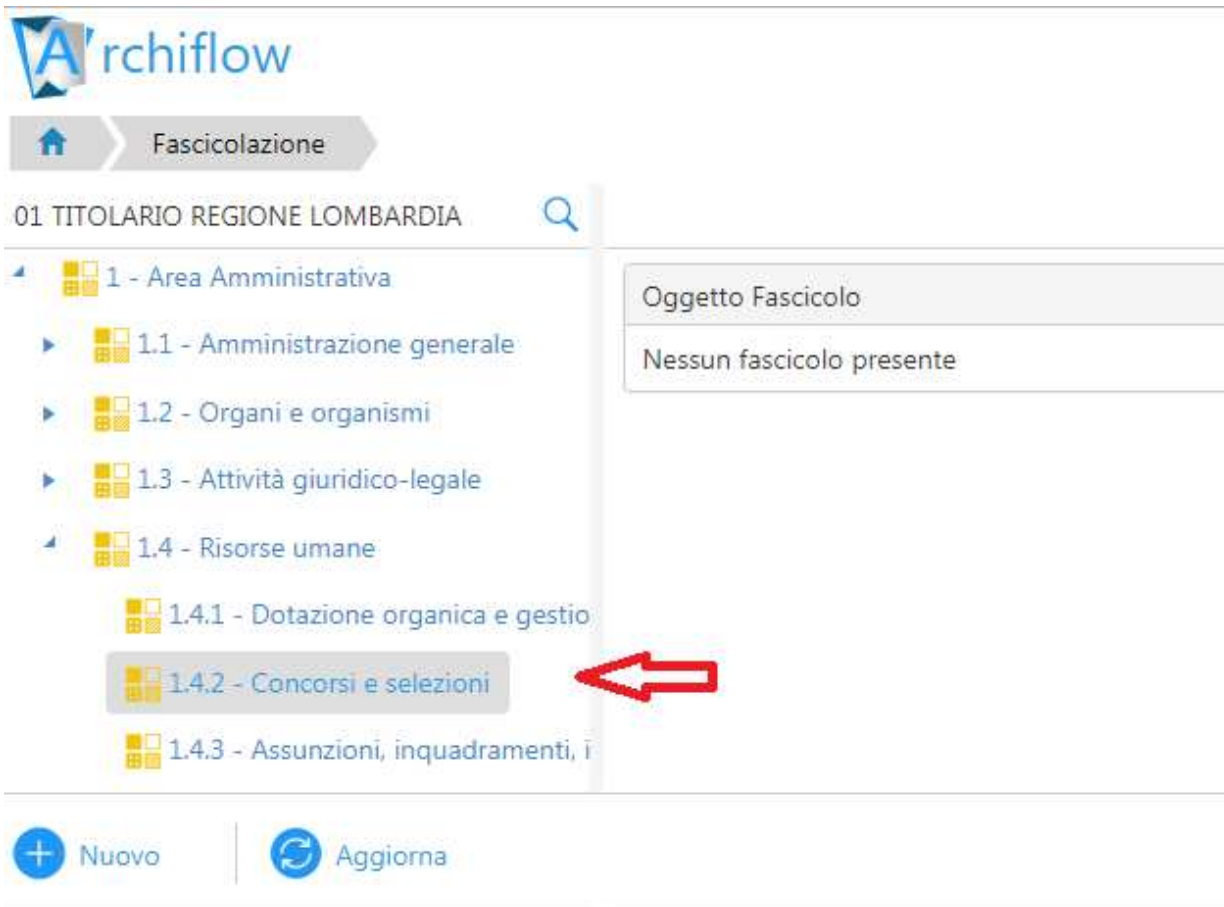 Archiflow
Fascicolazione
01 TITOLARIO REGIONE LOMBARDIA
1 - Area Amministrativa
1.1 - Amministrazione generale
1.2 - Organi e organismi
1.3 - Attività giuridico-legale
1.4 - Risorse umane
1.4.1 - Dotazione organica e gestio
1.4.2 - Concorsi e selezioni
1.4.3 - Assunzioni, inquadramenti, i
Oggetto Fascicolo
Nessun fascicolo presente
Nuovo
Aggiorna